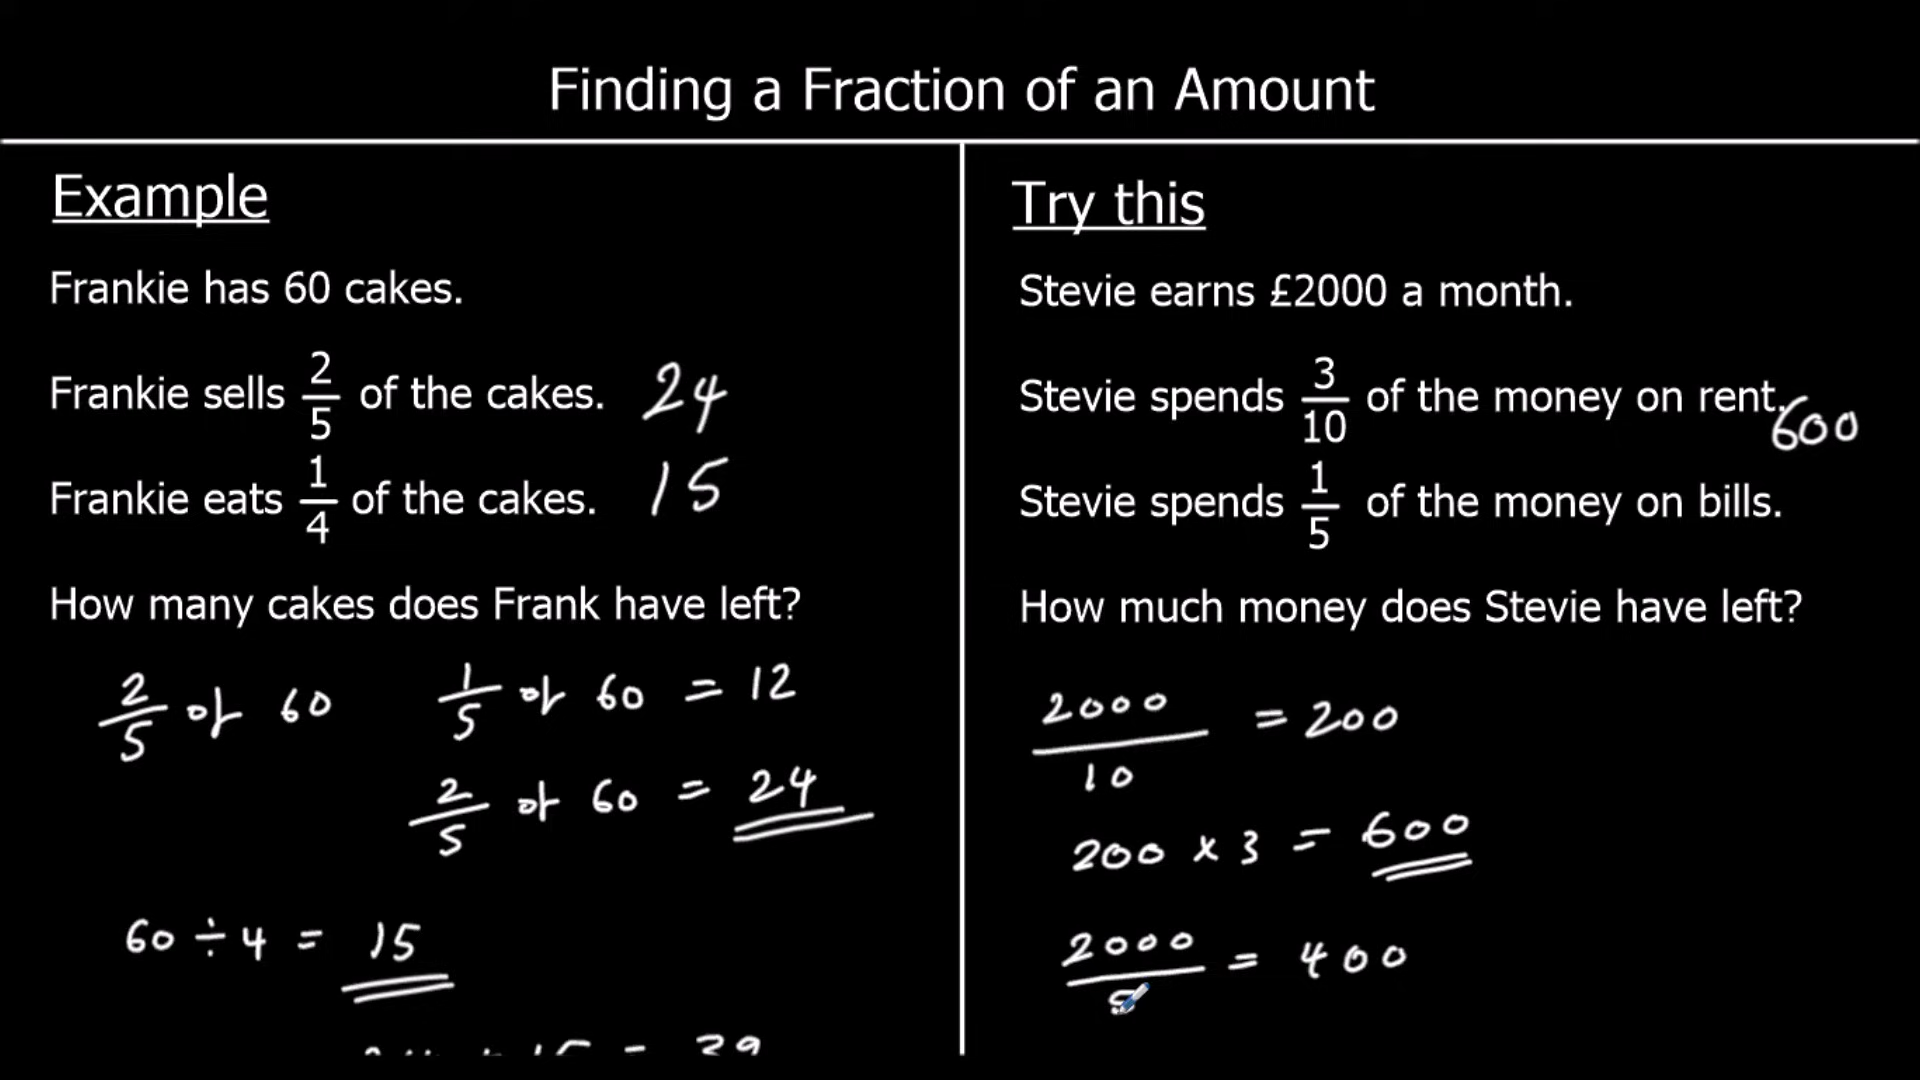 Finding a Fraction of an Amount
Example
Frankie has 60 cakes.
Frankie sells 2/5 of the cakes. 24
Frankie eats 1/4 of the cakes. 15
How many cakes does Frank have left?
2/5 of 60 1/5 of 60 = 12
2/5 of 60 = 24
60 ÷ 4 = 15
Try this
Stevie earns £2000 a month.
Stevie spends 3/10 of the money on rent. 600
Stevie spends 1/5 of the money on bills.
How much money does Stevie have left?
2000/10 = 200
200 × 3 = 600
2000/5 = 400